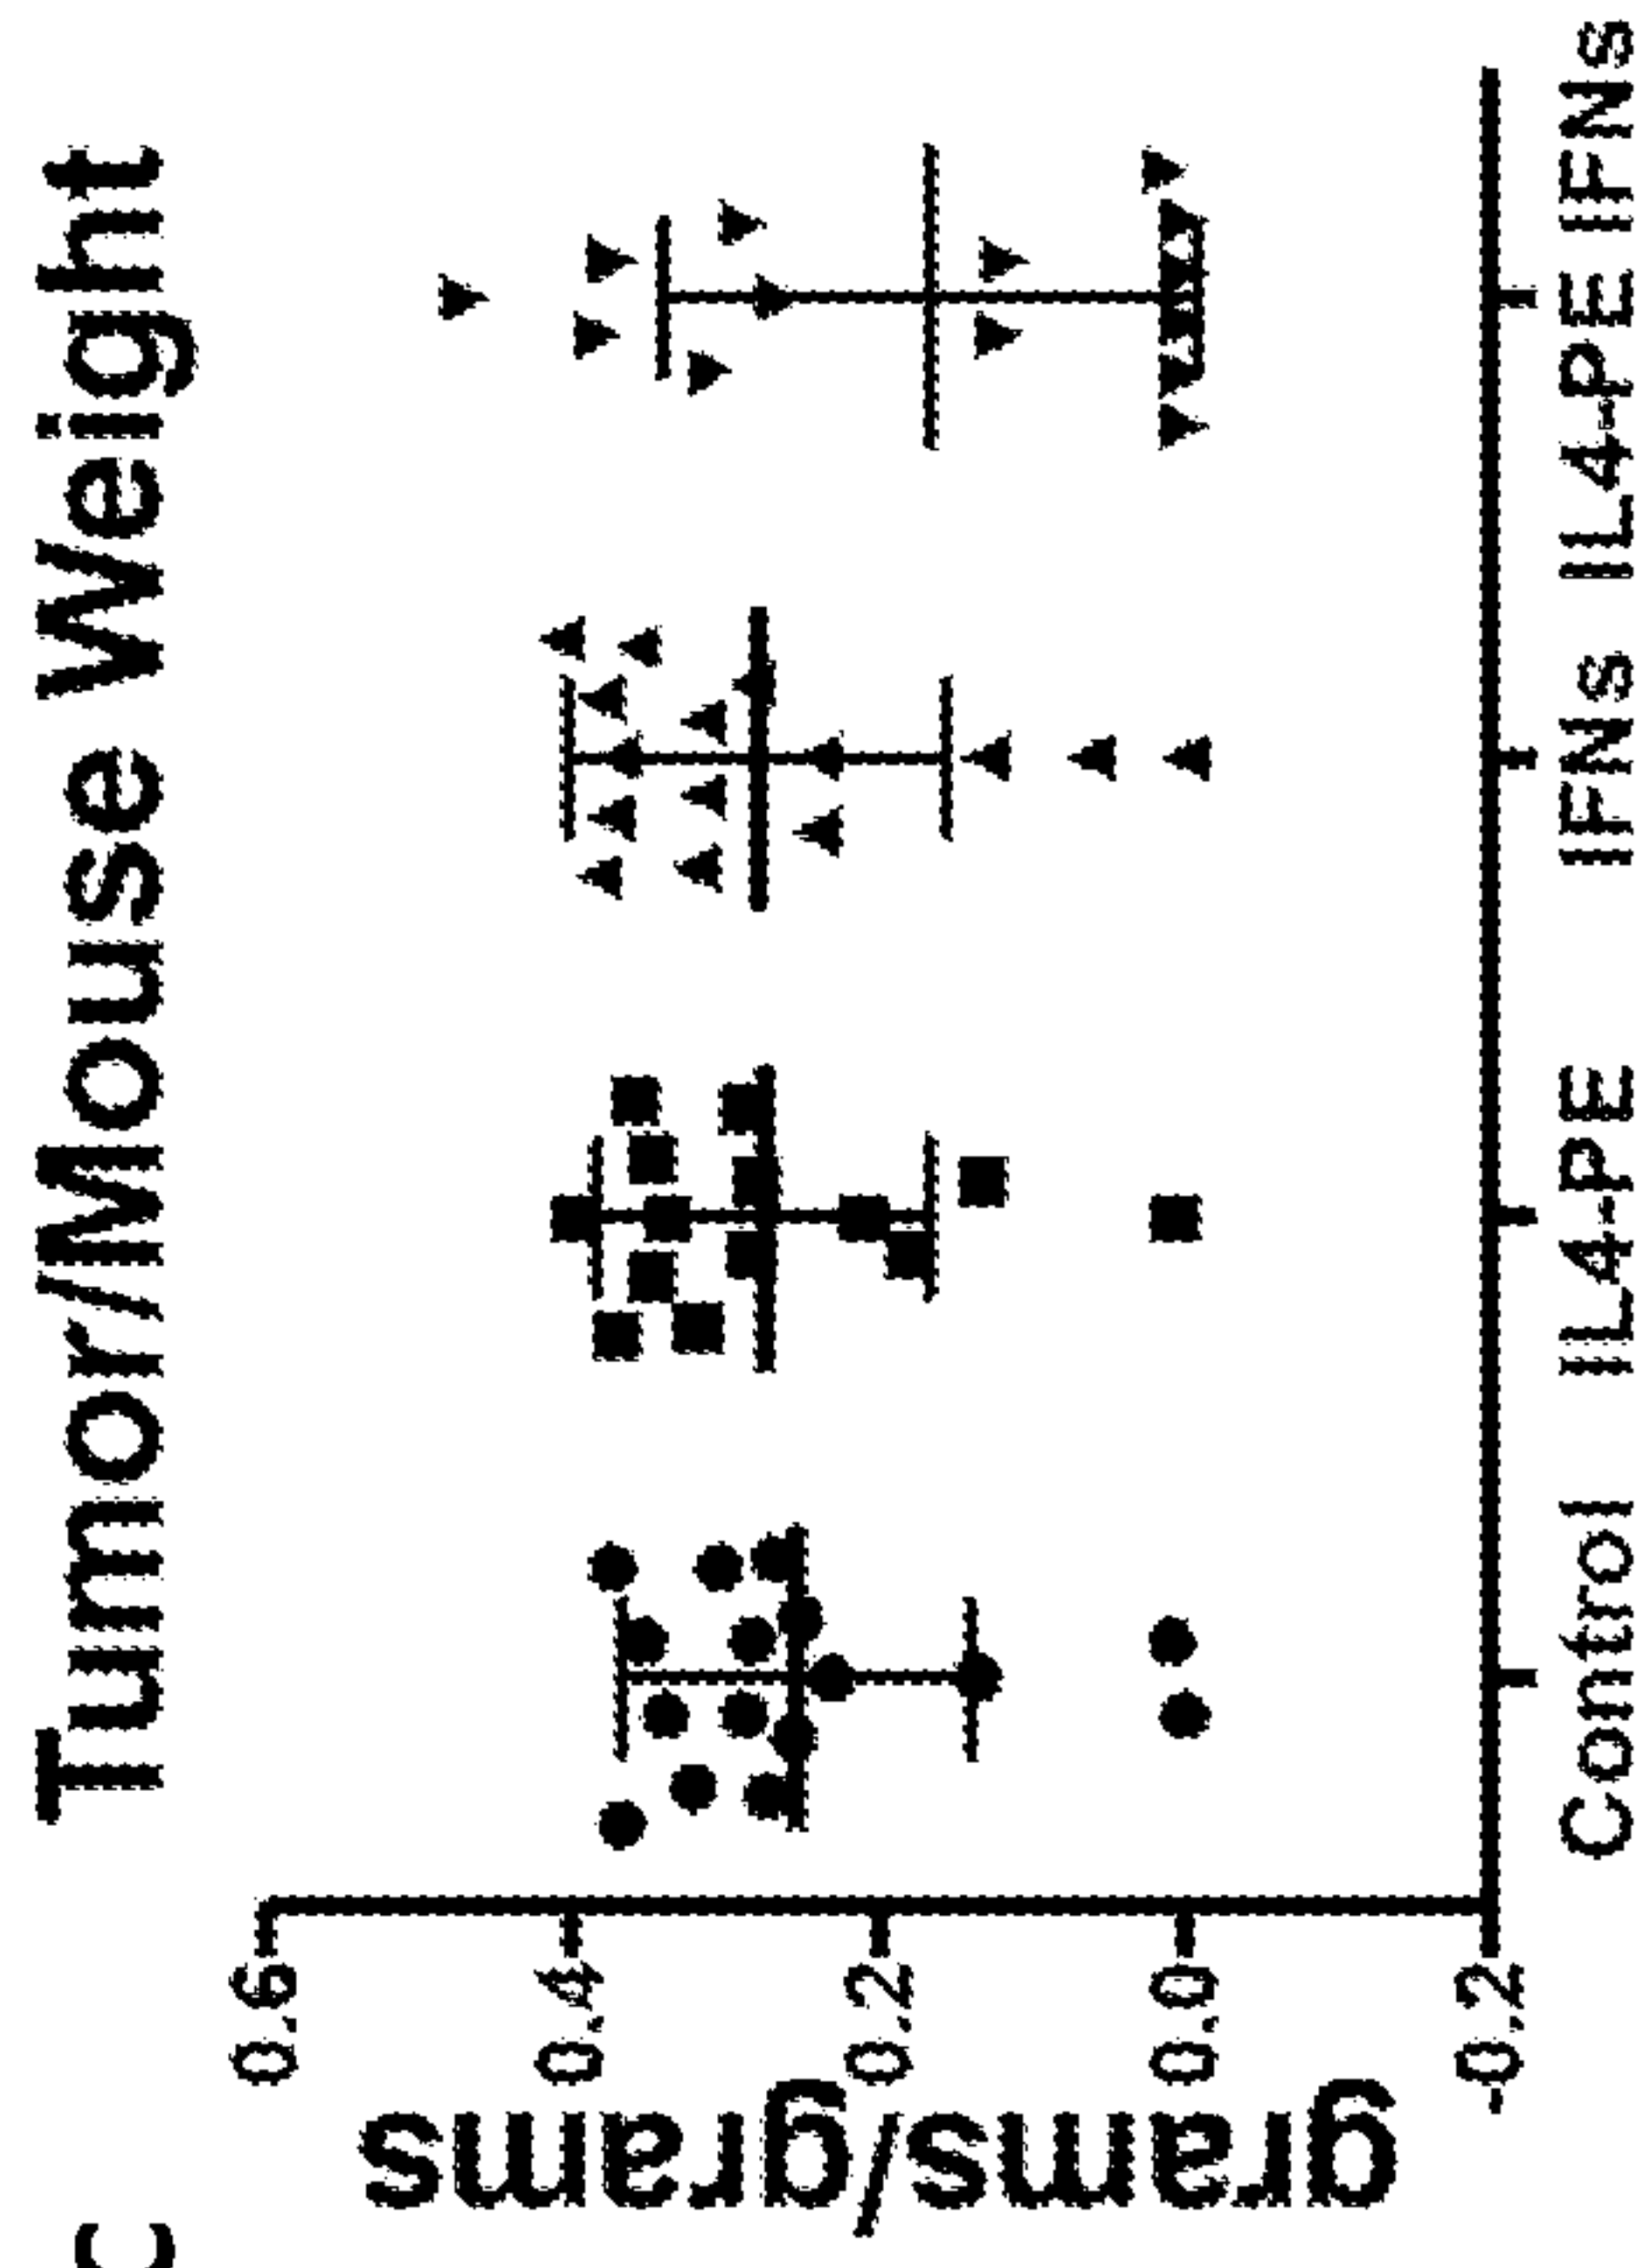 C
Tumor/Mouse Weight
grams/grams
0.6
0.4
0.2
0.0
-0.2
Control IL4-PE IFNs IL4-PE IFNs